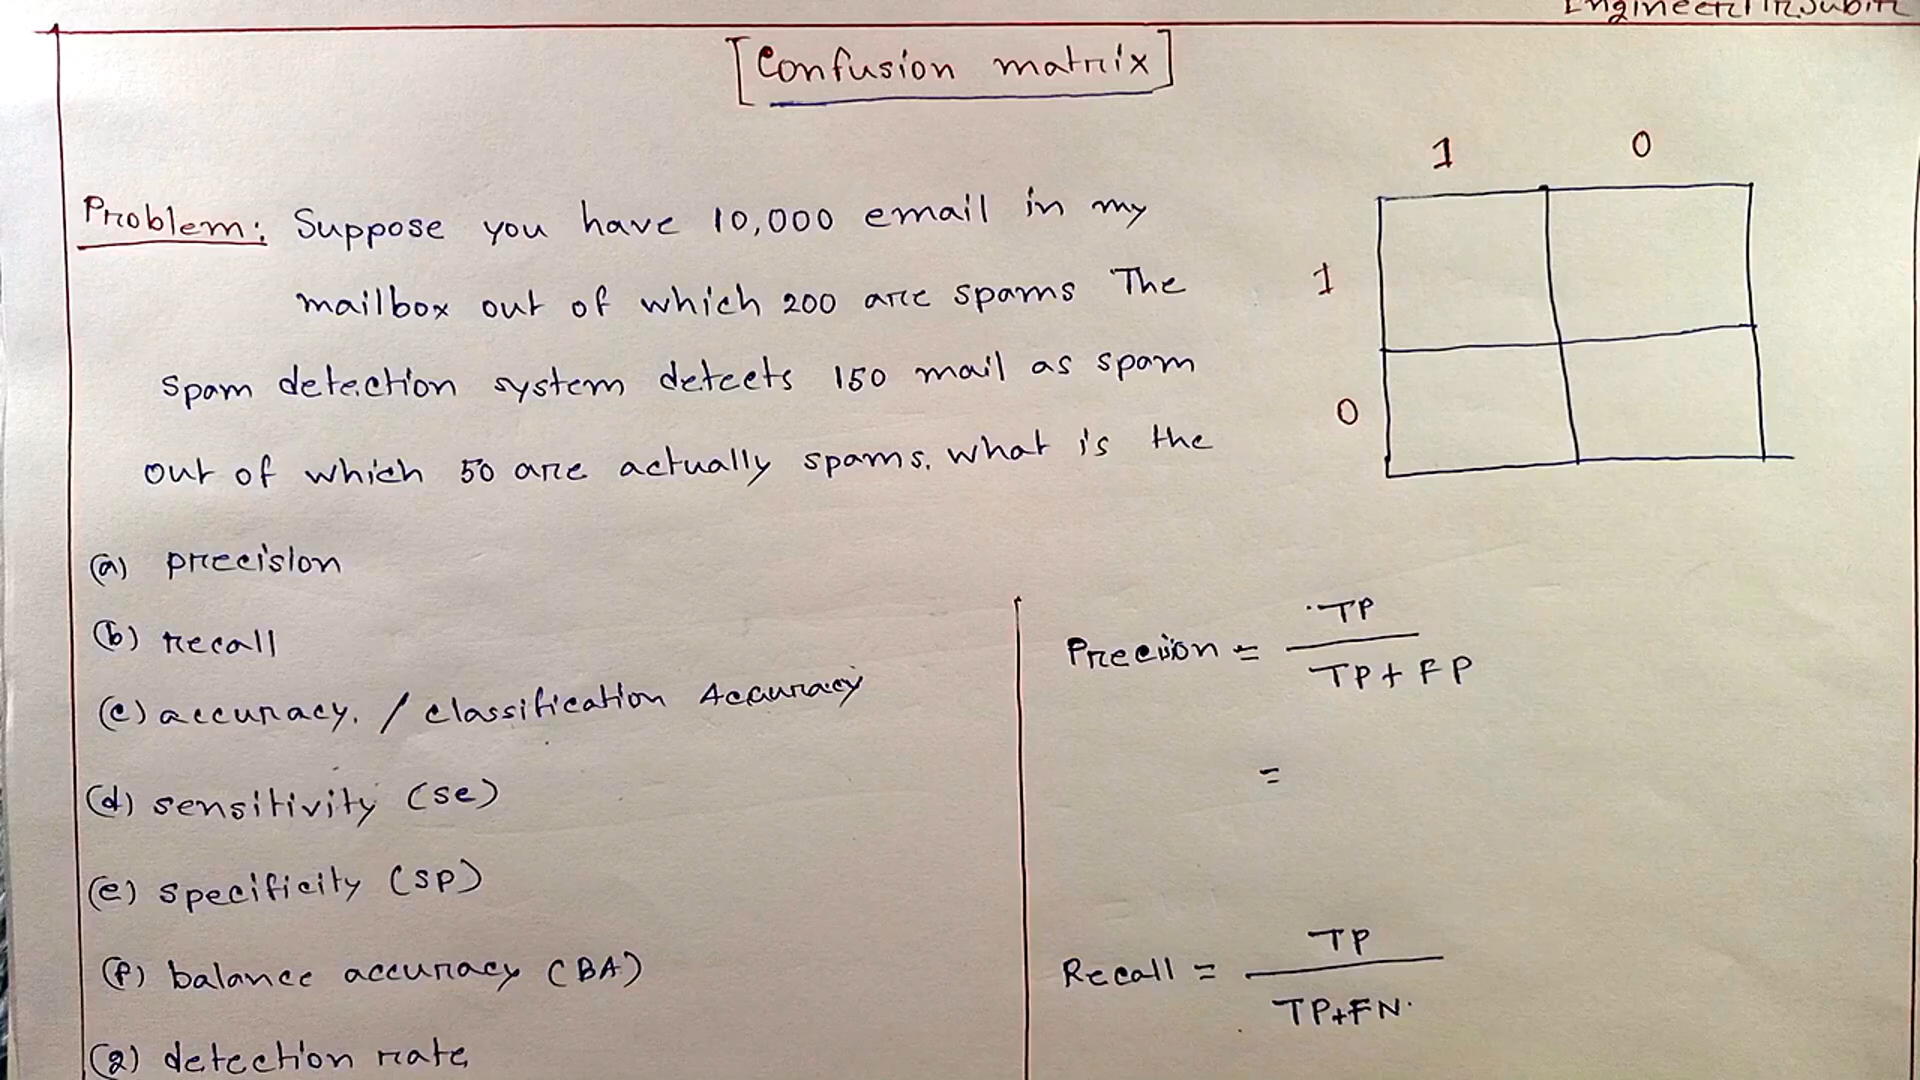 [Confusion matrix]
1 0
Problem: Suppose you have 10,000 email in my
mailbox out of which 200 are spams The
spam detection system detects 150 mail as spam
out of which 50 are actually spams. what is the
1
0
(a) precision
(b) recall
(c) accuracy. / classification Accuracy
(d) sensitivity (se)
(e) specificity (SP)
(f) balance accuracy (BA)
(g) detection rate
Precision = TP
TP + FP
=
Recall = TP
TP+FN.